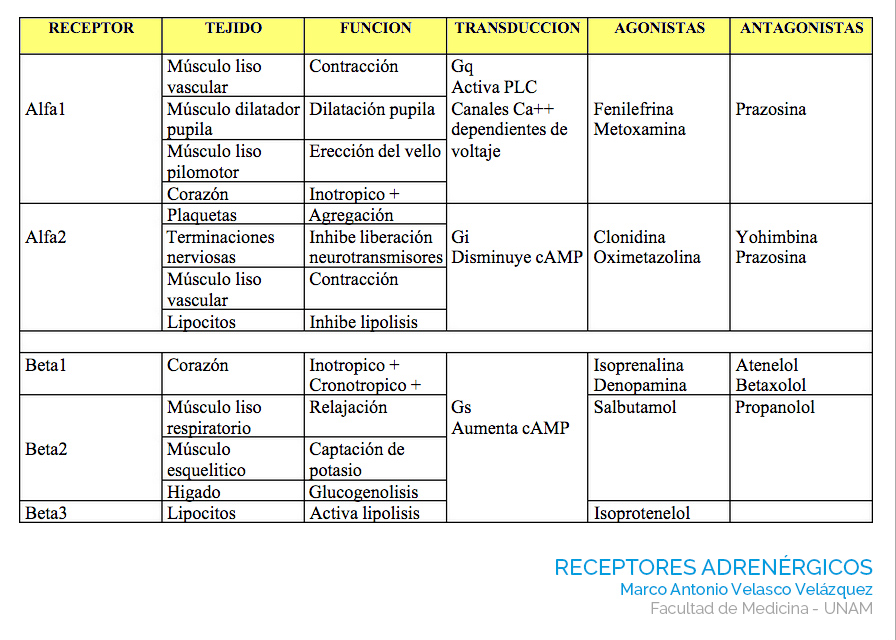 RECEPTOR TEJIDO FUNCION TRANSDUCCION AGONISTAS ANTAGONISTAS
Alfa1
Músculo liso
vascular
Contracción
Músculo dilatador
pupila
Dilatación pupila
Músculo liso
pilomotor
Erección del vello
Corazón
Inotropico +
Gq
Activa PLC
Canales Ca++
dependientes de
voltaje
Fenilefrina
Metoxamina
Prazosina
Alfa2
Plaquetas
Agregación
Terminaciones
nerviosas
Inhibe liberación
neurotransmisores
Músculo liso
vascular
Contracción
Lipocitos
Inhibe lipolisis
Gi
Disminuye cAMP
Clonidina
Oximetazolina
Yohimbina
Prazosina
Beta1
Corazón
Inotropico +
Cronotropico +
Gs
Aumenta cAMP
Isoprenalina
Denopamina
Atenelol
Betaxolol
Beta2
Músculo liso
respiratorio
Relajación
Músculo
esquelitico
Captación de
potasio
Higado
Glucogenolisis
Salbutamol
Propanolol
Beta3
Lipocitos
Activa lipolisis
Isoprotenelol
RECEPTORES ADRENÉRGICOS
Marco Antonio Velasco Velázquez
Facultad de Medicina - UNAM